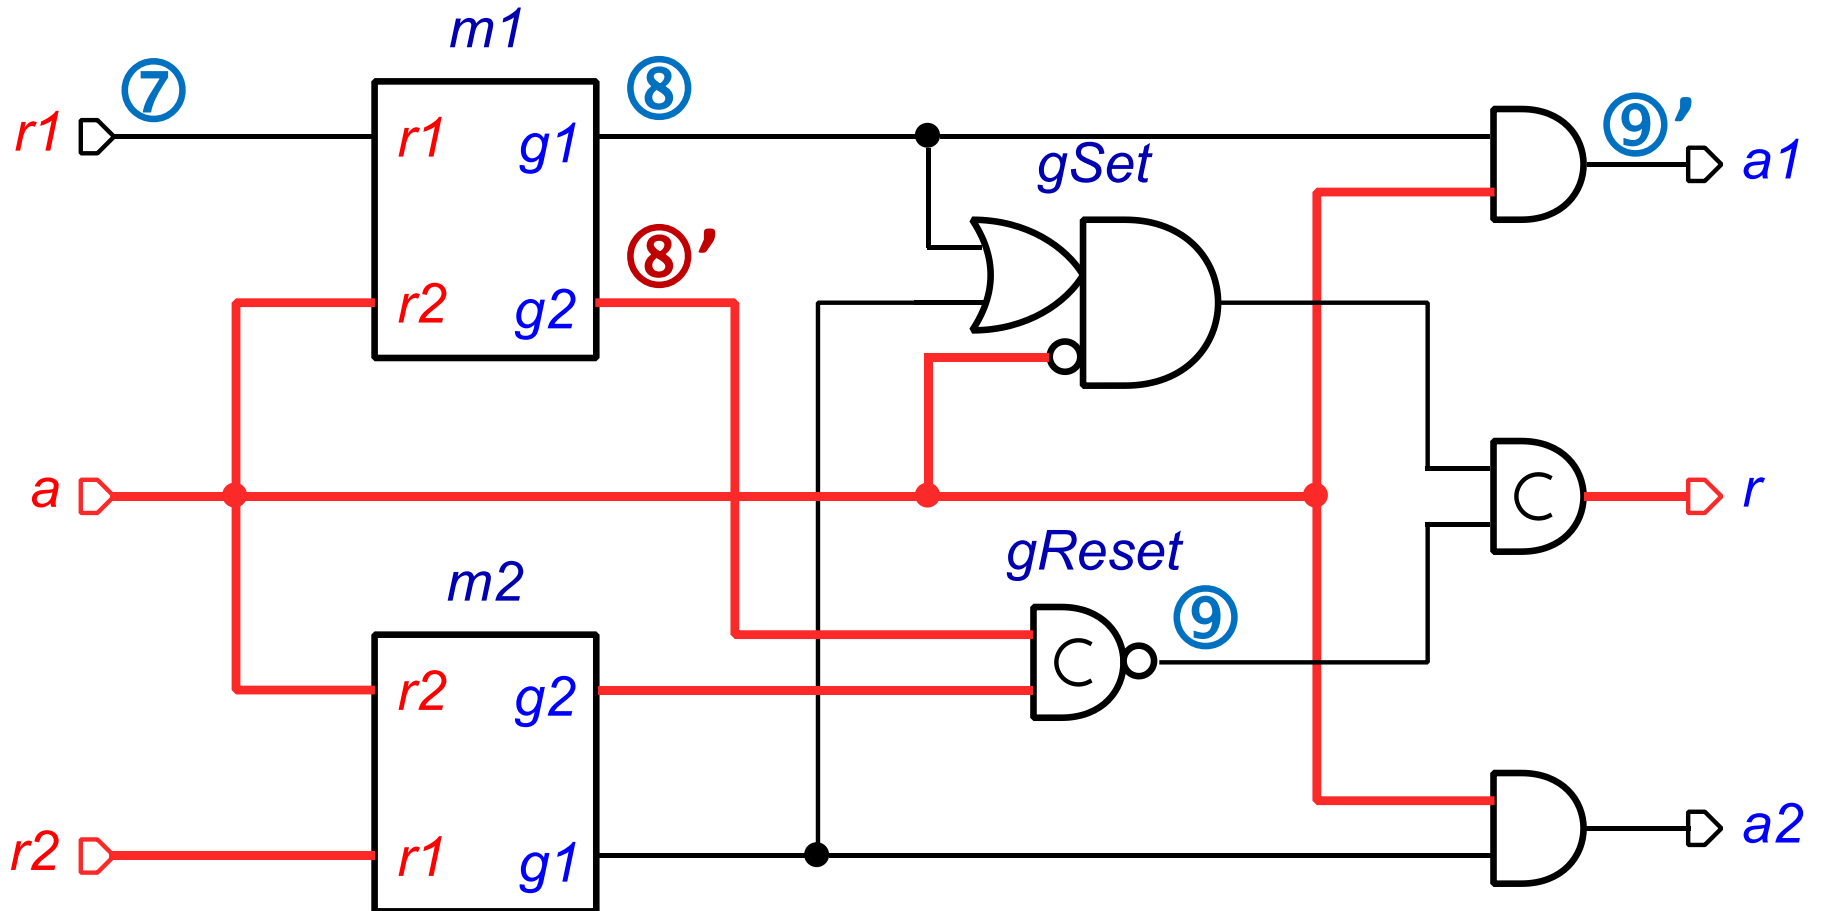 m1
⑦
⑧
⑨’
r1
r1
g1
gSet
a1
⑧’
r2
g2
a
C
r
gReset
m2
⑨
C
r2
g2
a2
r2
r1
g1